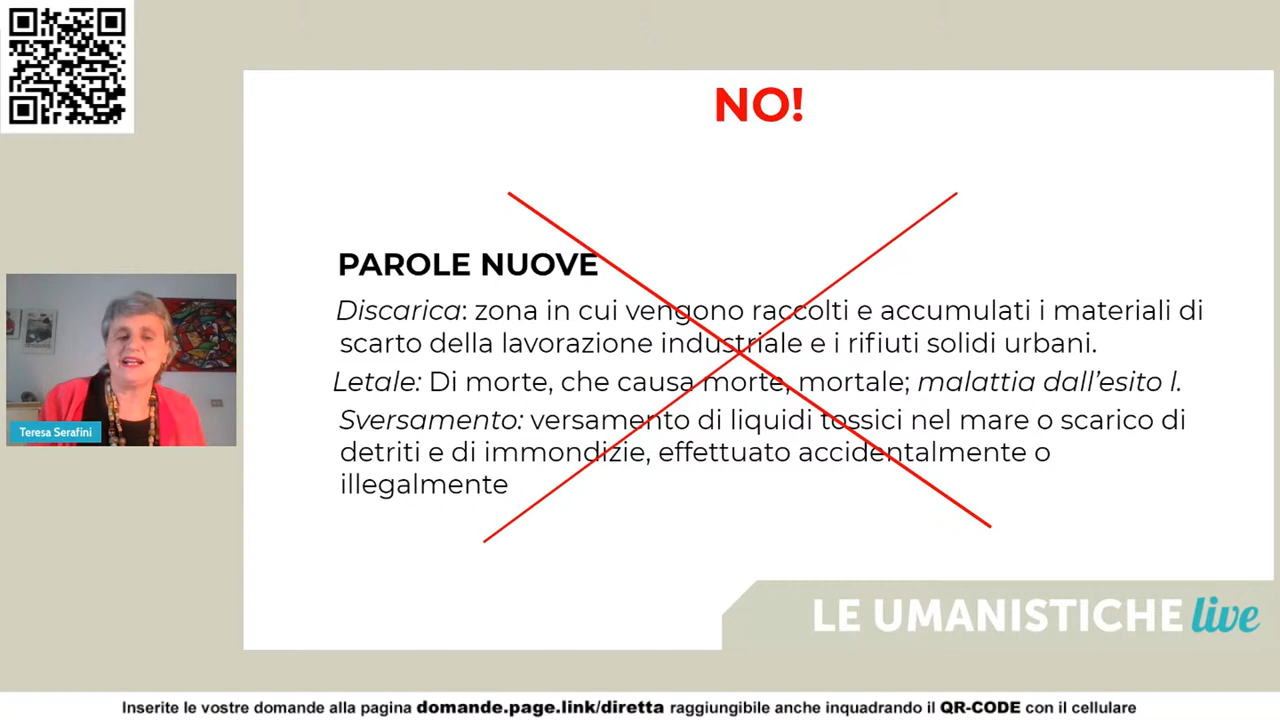 NO!
PAROLE NUOVE
Discarica: zona in cui vengono raccolti e accumulati i materiali di
scarto della lavorazione industriale e i rifiuti solidi urbani.
Letale: Di morte, che causa morte, mortale; malattia dall'esito l.
Sversamento: versamento di liquidi tossici nel mare o scarico di
detriti e di immondizie, effettuato accidentalmente o
illegalmente
Teresa Serafini
LE UMANISTICHE live
Inserite le vostre domande alla pagina domande.page.link/diretta raggiungibile anche inquadrando il QR-CODE con il cellulare